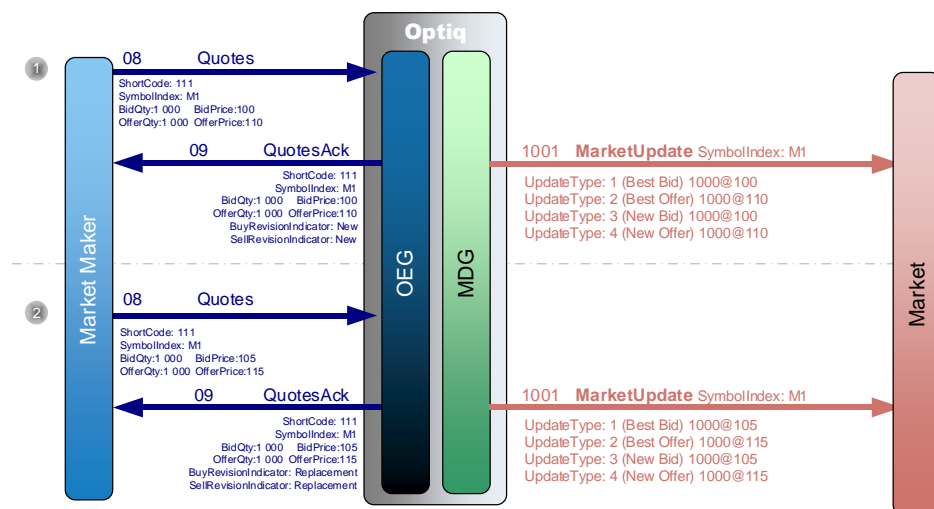 Optiq
1
08 Quotes
ShortCode: 111
SymbolIndex: M1
BidQty:1 000 BidPrice:100
OfferQty:1 000 OfferPrice:110
09 QuotesAck
ShortCode: 111
SymbolIndex: M1
BidQty:1 000 BidPrice:100
OfferQty:1 000 OfferPrice:110
BuyRevisionIndicator: New
SellRevisionIndicator: New
1001 MarketUpdate SymbolIndex: M1
UpdateType: 1 (Best Bid) 1000@100
UpdateType: 2 (Best Offer) 1000@110
UpdateType: 3 (New Bid) 1000@100
UpdateType: 4 (New Offer) 1000@110
Market Maker
OEG
MDG
Market
2
08 Quotes
ShortCode: 111
SymbolIndex: M1
BidQty:1 000 BidPrice:105
OfferQty:1 000 OfferPrice:115
09 QuotesAck
ShortCode: 111
SymbolIndex: M1
BidQty:1 000 BidPrice:105
OfferQty:1 000 OfferPrice:115
BuyRevisionIndicator: Replacement
SellRevisionIndicator: Replacement
1001 MarketUpdate SymbolIndex: M1
UpdateType: 1 (Best Bid) 1000@105
UpdateType: 2 (Best Offer) 1000@115
UpdateType: 3 (New Bid) 1000@105
UpdateType: 4 (New Offer) 1000@115